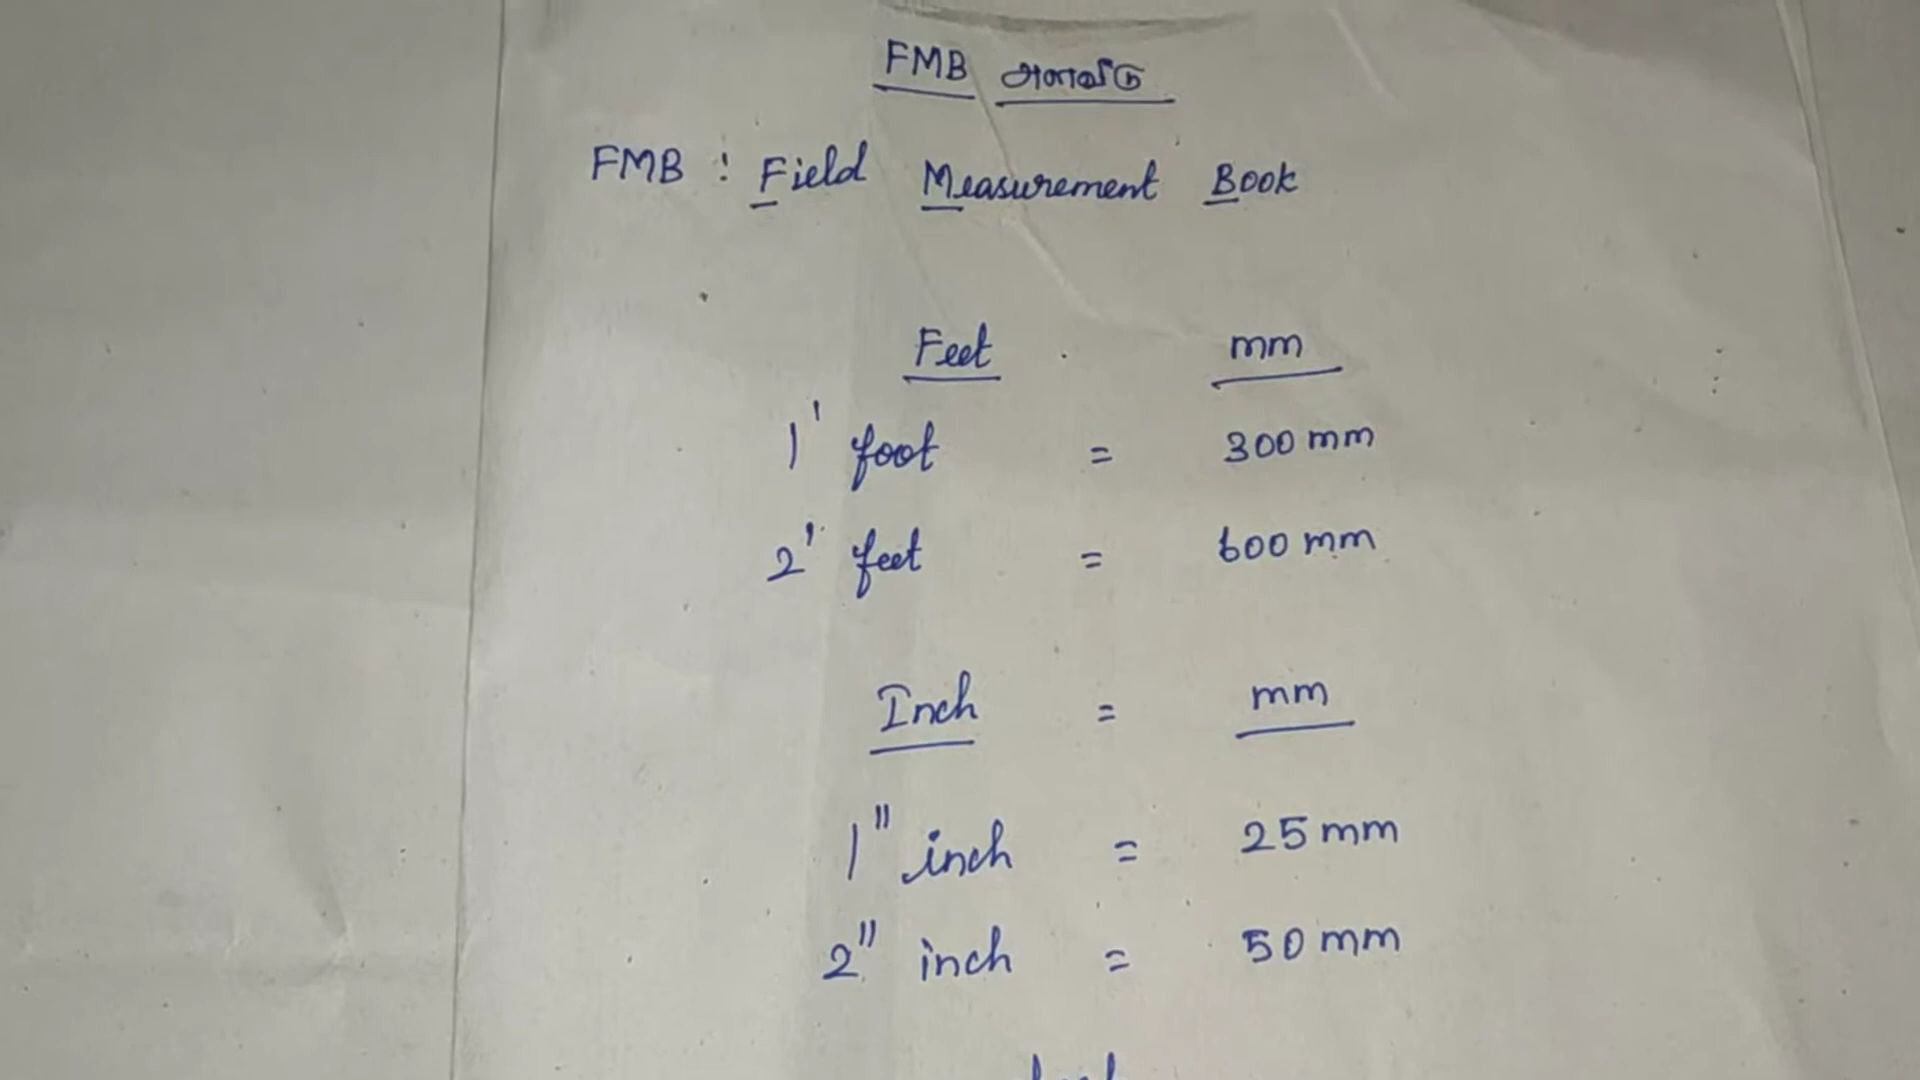 FMB அளவீடு
FMB : Field Measurement Book
Feet mm
1' foot = 300 mm
2' feet = 600 mm
Inch = mm
1" inch = 25 mm
2" inch = 50 mm